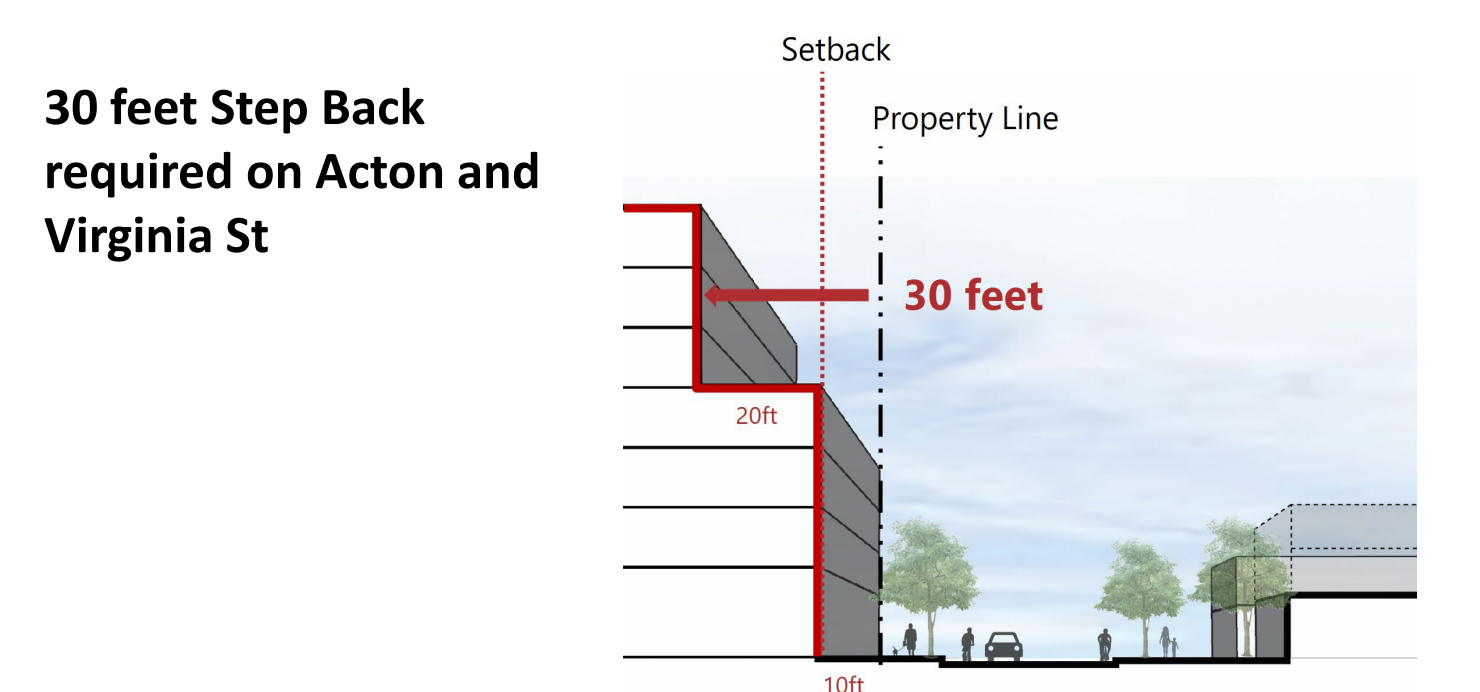 30 feet Step Back
required on Acton and
Virginia St
Setback
Property Line
30 feet
20ft
10ft